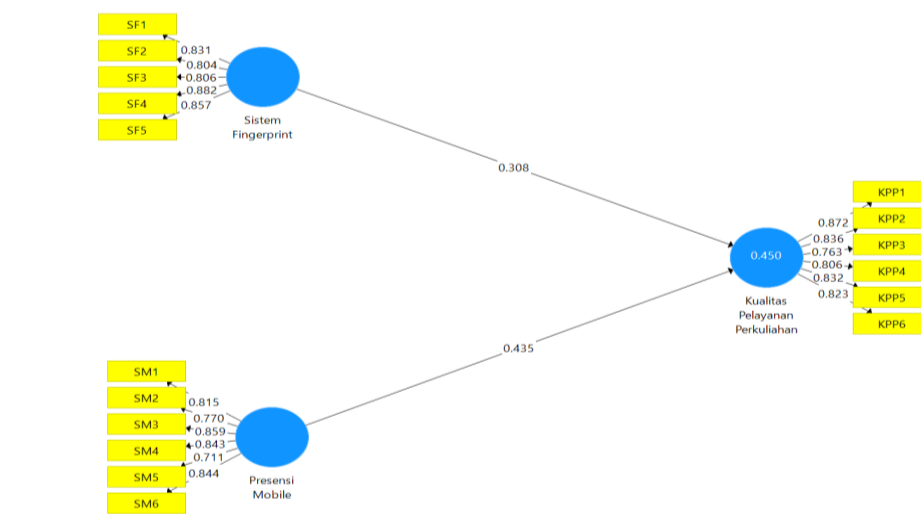 SF1
SF2
SF3
SF4
SF5
0.831
0.804
0.806
0.882
0.857
Sistem
Fingerprint
0.308
KPP1
KPP2
KPP3
KPP4
KPP5
KPP6
0.872
0.836
0.763
0.806
0.832
0.823
0.450
Kualitas
Pelayanan
Perkuliahan
0.435
SM1
SM2
SM3
SM4
SM5
SM6
0.815
0.770
0.859
0.843
0.711
0.844
Presensi
Mobile